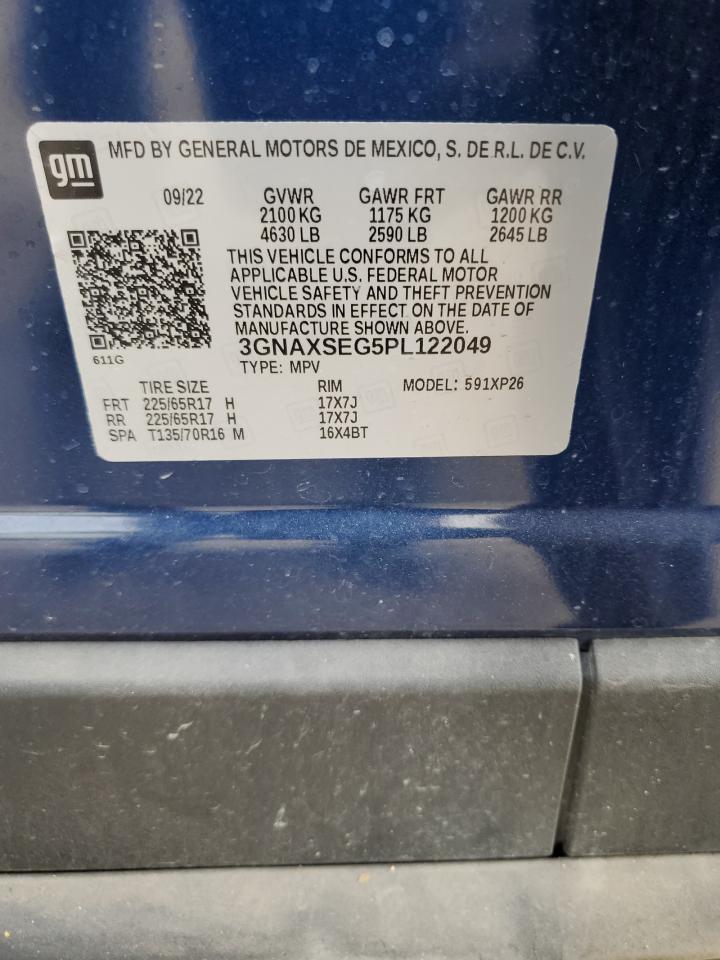 gm
MFD BY GENERAL MOTORS DE MEXICO, S. DE R.L. DE C.V.
09/22 GVWR GAWR FRT GAWR RR
2100 KG 1175 KG 1200 KG
4630 LB 2590 LB 2645 LB
THIS VEHICLE CONFORMS TO ALL
APPLICABLE U.S. FEDERAL MOTOR
VEHICLE SAFETY AND THEFT PREVENTION
STANDARDS IN EFFECT ON THE DATE OF
MANUFACTURE SHOWN ABOVE.
3GNAXSEG5PL122049
611G
TYPE: MPV
TIRE SIZE RIM MODEL: 591XP26
FRT 225/65R17 H 17X7J
RR 225/65R17 H 17X7J
SPA T135/70R16 M 16X4BT